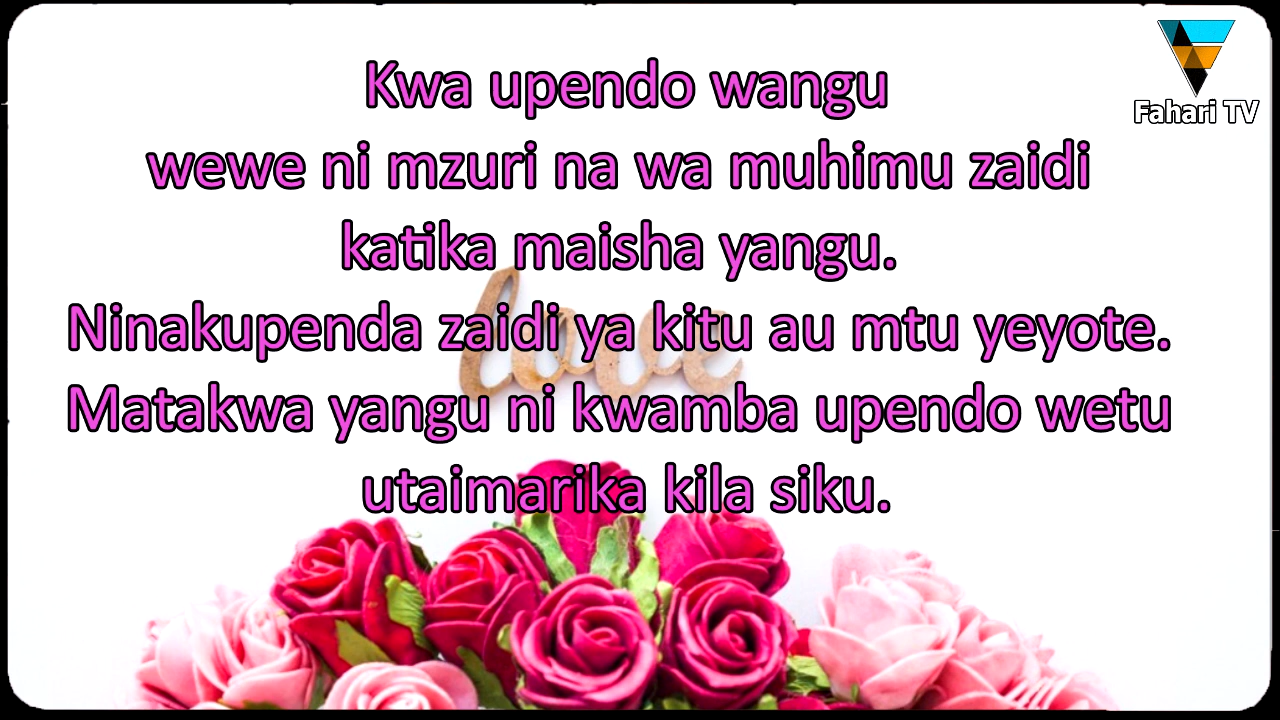 Fahari TV
Kwa upendo wangu
wewe ni mzuri na wa muhimu zaidi
katika maisha yangu.
Ninakupenda zaidi ya kitu au mtu yeyote.
Matakwa yangu ni kwamba upendo wetu
utaimarika kila siku.
love